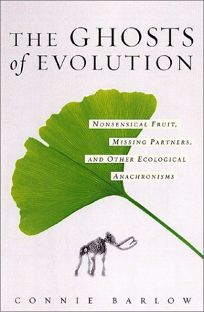 THE GHOSTS
of EVOLUTION
NONSENSICAL FRUIT,
MISSING PARTNERS,
AND OTHER ECOLOGICAL
ANACHRONISMS
CONNIE BARLOW